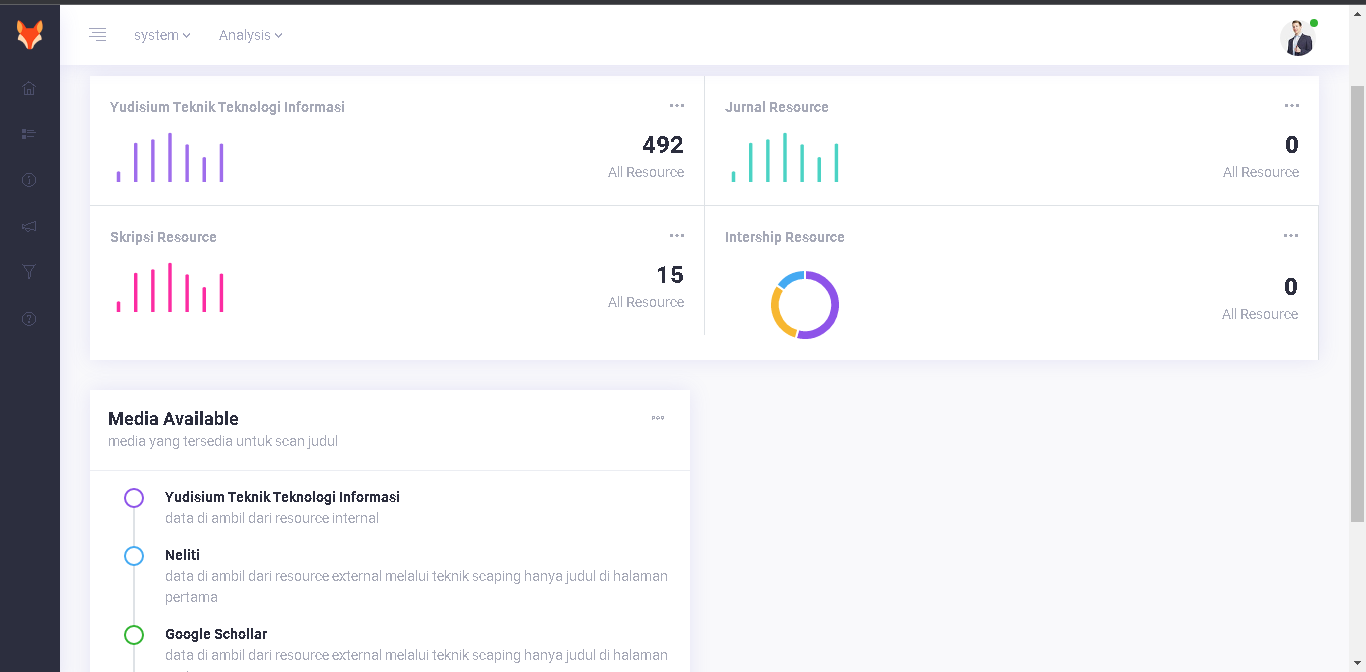 system
Analysis
Yudisium Teknik Teknologi Informasi
492
All Resource
Jurnal Resource
0
All Resource
Skripsi Resource
15
All Resource
Intership Resource
0
All Resource
Media Available
media yang tersedia untuk scan judul
Yudisium Teknik Teknologi Informasi
data di ambil dari resource internal
Neliti
data di ambil dari resource external melalui teknik scaping hanya judul di halaman
pertama
Google Schollar
data di ambil dari resource external melalui teknik scaping hanya judul di halaman